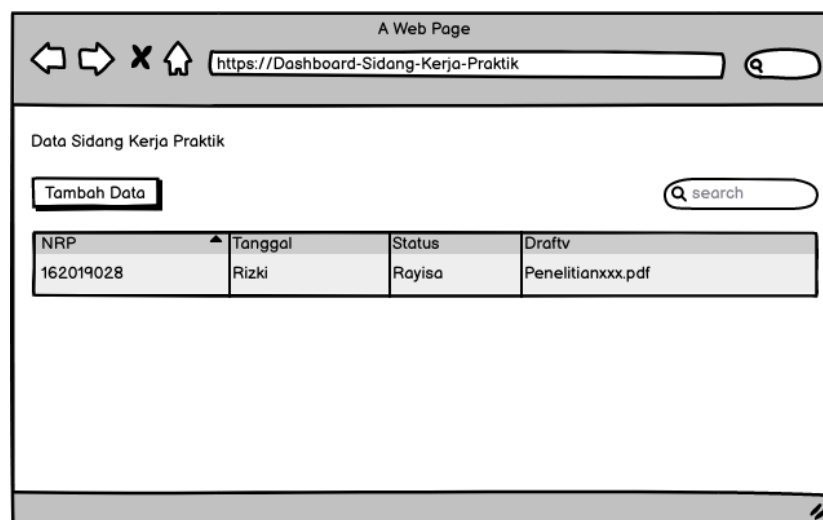 A Web Page
https://Dashboard-Sidang-Kerja-Praktik
Data Sidang Kerja Praktik
Tambah Data
search
NRP Tanggal Status Draftv
162019028 Rizki Rayisa Penelitianxxx.pdf